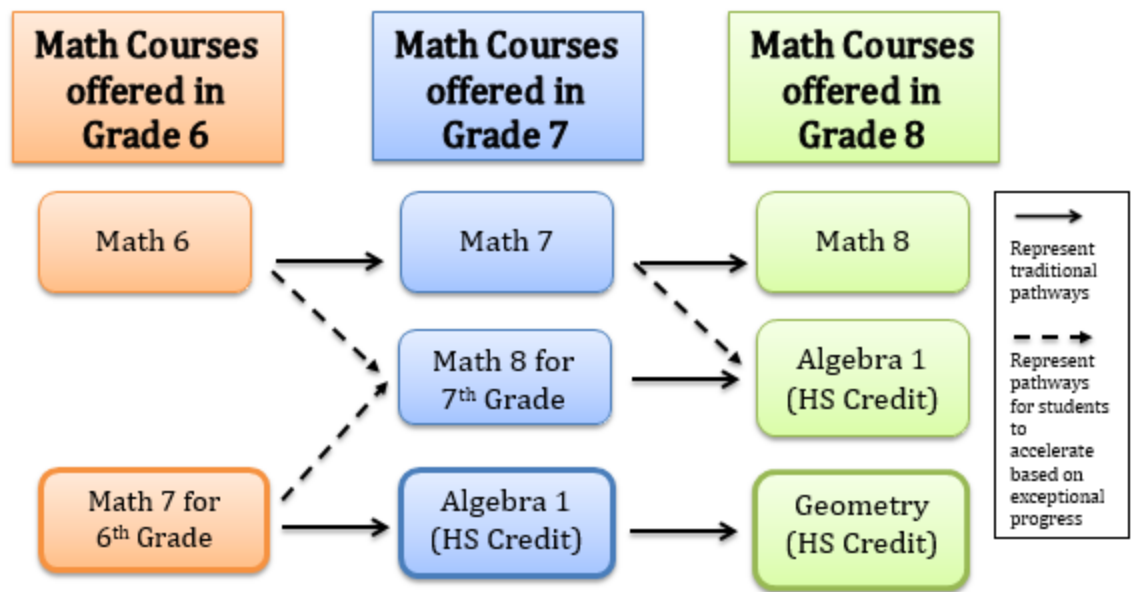 Math Courses
offered in
Grade 6
Math Courses
offered in
Grade 7
Math Courses
offered in
Grade 8
Math 6
Math 7
Math 8
Math 8 for
7th Grade
Algebra 1
(HS Credit)
Math 7 for
6th Grade
Algebra 1
(HS Credit)
Geometry
(HS Credit)
Represent
traditional
pathways
Represent
pathways
for students
to
accelerate
based on
exceptional
progress